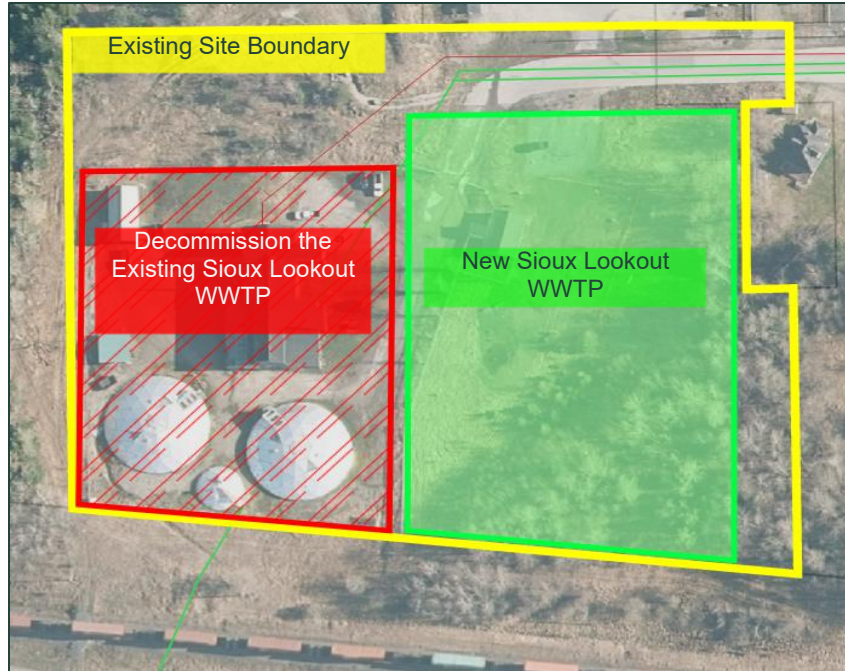 Existing Site Boundary
Decommission the
Existing Sioux Lookout
WWTP
New Sioux Lookout
WWTP